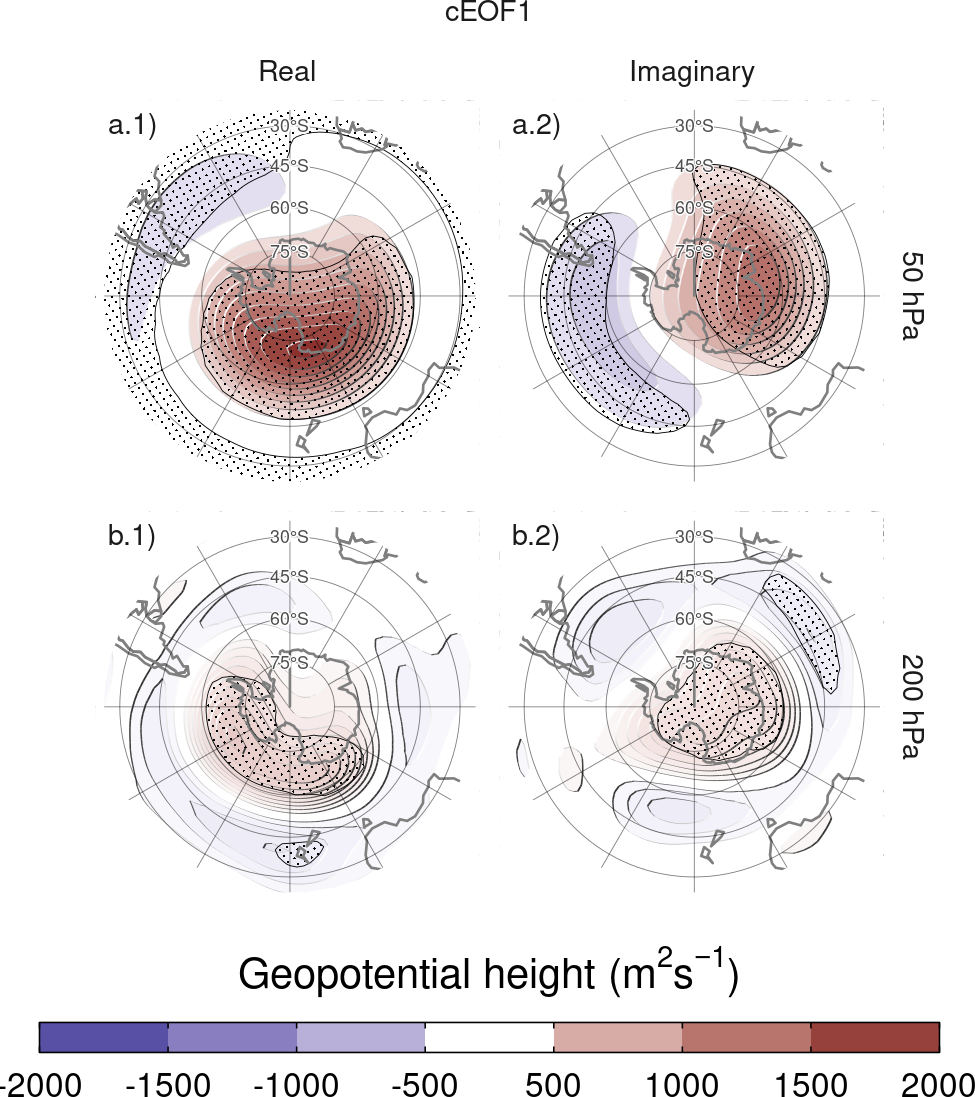 cEOF1
Real Imaginary
a.1) a.2)
30°S 30°S
45°S 45°S
60°S 60°S
75°S 75°S
50 hPa
b.1) b.2)
30°S 30°S
45°S 45°S
60°S 60°S
75°S 75°S
200 hPa
Geopotential height (m²s⁻¹)
-2000 -1500 -1000 -500 500 1000 1500 2000